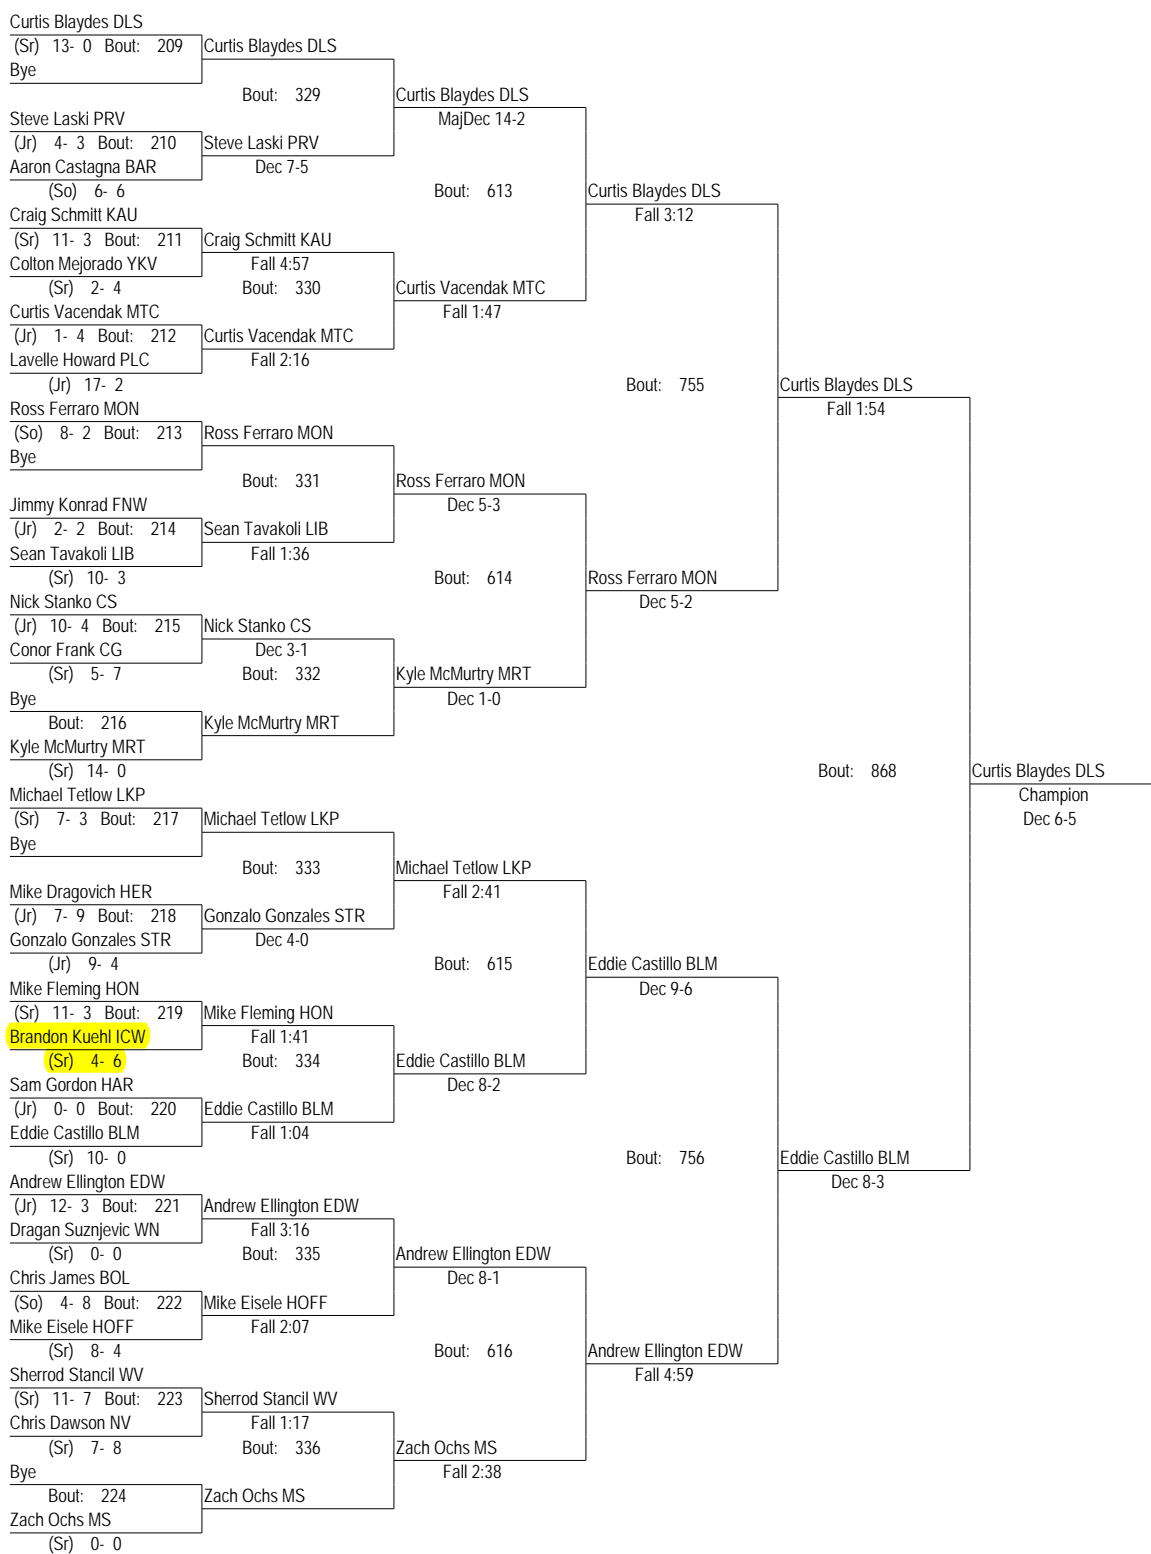 Curtis Blaydes DLS
(Sr) 13- 0 Bout: 209 Curtis Blaydes DLS
Bye
Bout: 329 Curtis Blaydes DLS
Steve Laski PRV MajDec 14-2
(Jr) 4- 3 Bout: 210 Steve Laski PRV
Aaron Castagna BAR Dec 7-5
(So) 6- 6 Bout: 613 Curtis Blaydes DLS
Craig Schmitt KAU Fall 3:12
(Sr) 11- 3 Bout: 211 Craig Schmitt KAU
Colton Mejorado YKV Fall 4:57
(Sr) 2- 4 Bout: 330 Curtis Vacendak MTC
Curtis Vacendak MTC Fall 1:47
(Jr) 1- 4 Bout: 212 Curtis Vacendak MTC
Lavelle Howard PLC Fall 2:16
(Jr) 17- 2 Bout: 755 Curtis Blaydes DLS
Ross Ferraro MON Fall 1:54
(So) 8- 2 Bout: 213 Ross Ferraro MON
Bye
Bout: 331 Ross Ferraro MON
Jimmy Konrad FNW Dec 5-3
(Jr) 2- 2 Bout: 214 Sean Tavakoli LIB
Sean Tavakoli LIB Fall 1:36
(Sr) 10- 3 Bout: 614 Ross Ferraro MON
Nick Stanko CS Dec 5-2
(Jr) 10- 4 Bout: 215 Nick Stanko CS
Conor Frank CG Dec 3-1
(Sr) 5- 7 Bout: 332 Kyle McMurtry MRT
Bye Dec 1-0
Bout: 216 Kyle McMurtry MRT
Kyle McMurtry MRT
(Sr) 14- 0 Bout: 868 Curtis Blaydes DLS
Michael Tetlow LKP Champion
(Sr) 7- 3 Bout: 217 Michael Tetlow LKP Dec 6-5
Bye
Bout: 333 Michael Tetlow LKP
Mike Dragovich HER Fall 2:41
(Jr) 7- 9 Bout: 218 Gonzalo Gonzales STR
Gonzalo Gonzales STR Dec 4-0
(Jr) 9- 4 Bout: 615 Eddie Castillo BLM
Mike Fleming HON Dec 9-6
(Sr) 11- 3 Bout: 219 Mike Fleming HON
Brandon Kuehl ICW Fall 1:41
(Sr) 4- 6 Bout: 334 Eddie Castillo BLM
Sam Gordon HAR Dec 8-2
(Jr) 0- 0 Bout: 220 Eddie Castillo BLM
Eddie Castillo BLM Fall 1:04
(Sr) 10- 0 Bout: 756 Eddie Castillo BLM
Andrew Ellington EDW Dec 8-3
(Jr) 12- 3 Bout: 221 Andrew Ellington EDW
Dragan Suznjevic WN Fall 3:16
(Sr) 0- 0 Bout: 335 Andrew Ellington EDW
Chris James BOL Dec 8-1
(So) 4- 8 Bout: 222 Mike Eisele HOFF
Mike Eisele HOFF Fall 2:07
(Sr) 8- 4 Bout: 616 Andrew Ellington EDW
Sherrod Stancil WV Fall 4:59
(Sr) 11- 7 Bout: 223 Sherrod Stancil WV
Chris Dawson NV Fall 1:17
(Sr) 7- 8 Bout: 336 Zach Ochs MS
Bye Fall 2:38
Bout: 224 Zach Ochs MS
Zach Ochs MS
(Sr) 0- 0